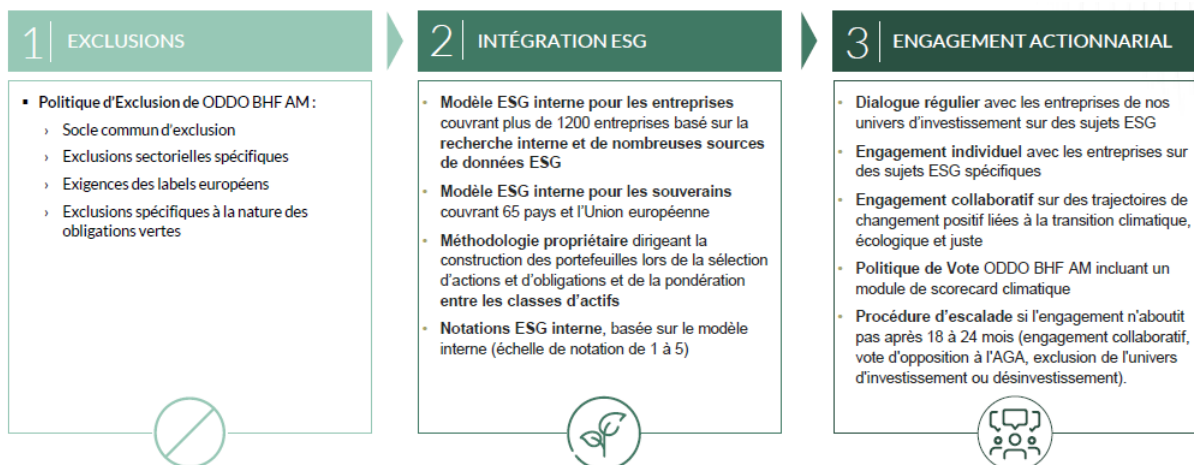 1 EXCLUSIONS
▪ Politique d'Exclusion de ODDO BHF AM :
› Socle commun d'exclusion
› Exclusions sectorielles spécifiques
› Exigences des labels européens
› Exclusions spécifiques à la nature des
obligations vertes
2 INTÉGRATION ESG
• Modèle ESG interne pour les entreprises
couvrant plus de 1200 entreprises basé sur la
recherche interne et de nombreuses sources
de données ESG
• Modèle ESG interne pour les souverains
couvrant 65 pays et l'Union européenne
• Méthodologie propriétaire dirigeant la
construction des portefeuilles lors de la sélection
d'actions et d'obligations et de la pondération
entre les classes d'actifs
• Notations ESG interne, basée sur le modèle
interne (échelle de notation de 1 à 5)
3 ENGAGEMENT ACTIONNARIAL
• Dialogue régulier avec les entreprises de nos
univers d'investissement sur des sujets ESG
• Engagement individuel avec les entreprises sur
des sujets ESG spécifiques
• Engagement collaboratif sur des trajectoires de
changement positif liées à la transition climatique,
écologique et juste
• Politique de Vote ODDO BHF AM incluant un
module de scorecard climatique
• Procédure d'escalade si l'engagement n'aboutit
pas après 18 à 24 mois (engagement collaboratif,
vote d'opposition à l'AGA, exclusion de l'univers
d'investissement ou désinvestissement).